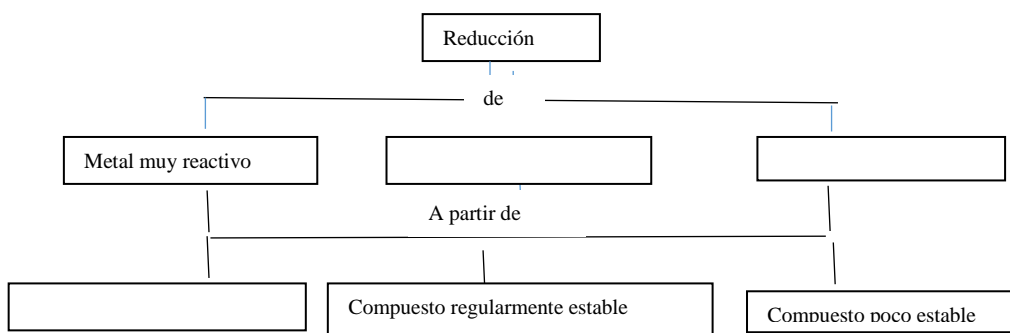 Reducción
de
Metal muy reactivo
A partir de
Compuesto regularmente estable
Compuesto poco estable